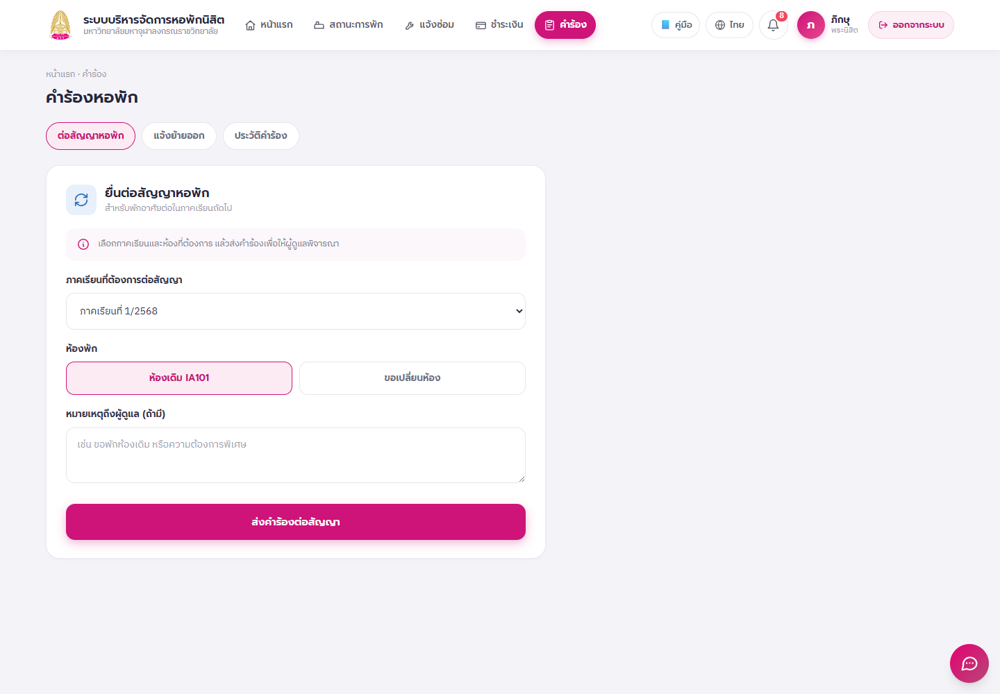 ระบบบริหารจัดการหอพักนิสิต
มหาวิทยาลัยมหาจุฬาลงกรณราชวิทยาลัย
หน้าแรก
สถานะการพัก
แจ้งซ่อม
ชำระเงิน
คำร้อง
คู่มือ
ไทย
8
ภ
ภิกษุ
พระนิสิต
ออกจากระบบ
หน้าแรก · คำร้อง
คำร้องหอพัก
ต่อสัญญาหอพัก
แจ้งย้ายออก
ประวัติคำร้อง
ยื่นต่อสัญญาหอพัก
สำหรับพักอาศัยต่อในภาคเรียนถัดไป
เลือกภาคเรียนและห้องที่ต้องการ แล้วส่งคำร้องเพื่อให้ผู้ดูแลพิจารณา
ภาคเรียนที่ต้องการต่อสัญญา
ภาคเรียนที่ 1/2568
ห้องพัก
ห้องเดิม IA101
ขอเปลี่ยนห้อง
หมายเหตุถึงผู้ดูแล (ถ้ามี)
เช่น ขอพักห้องเดิม หรือความต้องการพิเศษ
ส่งคำร้องต่อสัญญา